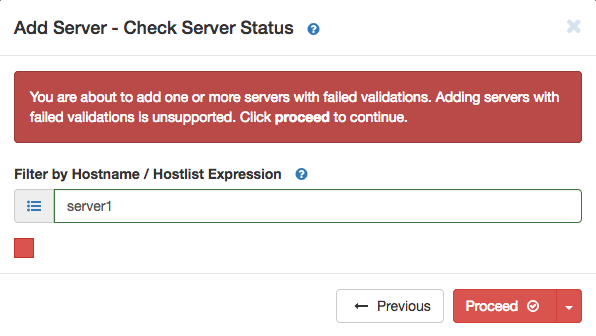 Add Server - Check Server Status
You are about to add one or more servers with failed validations. Adding servers with
failed validations is unsupported. Click proceed to continue.
Filter by Hostname / Hostlist Expression
server1
Previous
Proceed